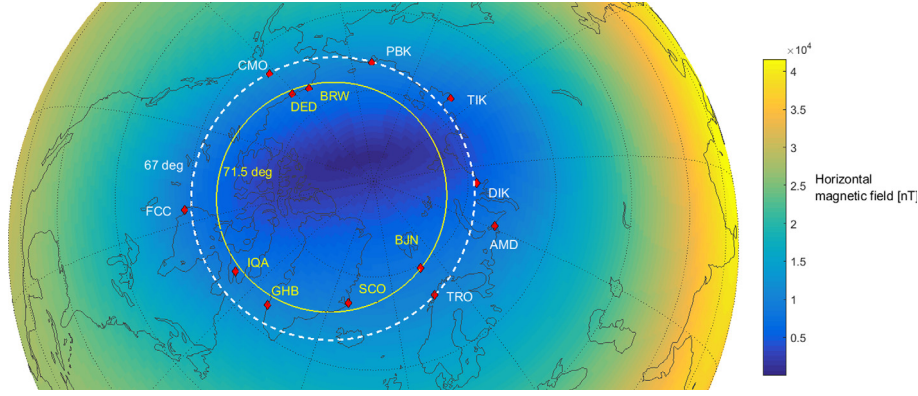 PBK
CMO
× 10⁴
4
BRW
DED
TIK
3.5
3
67 deg
71.5 deg
2.5
DIK
Horizontal
magnetic field [nT]
2
FCC
BJN
AMD
1.5
IQA
GHB
SCO
TRO
1
0.5